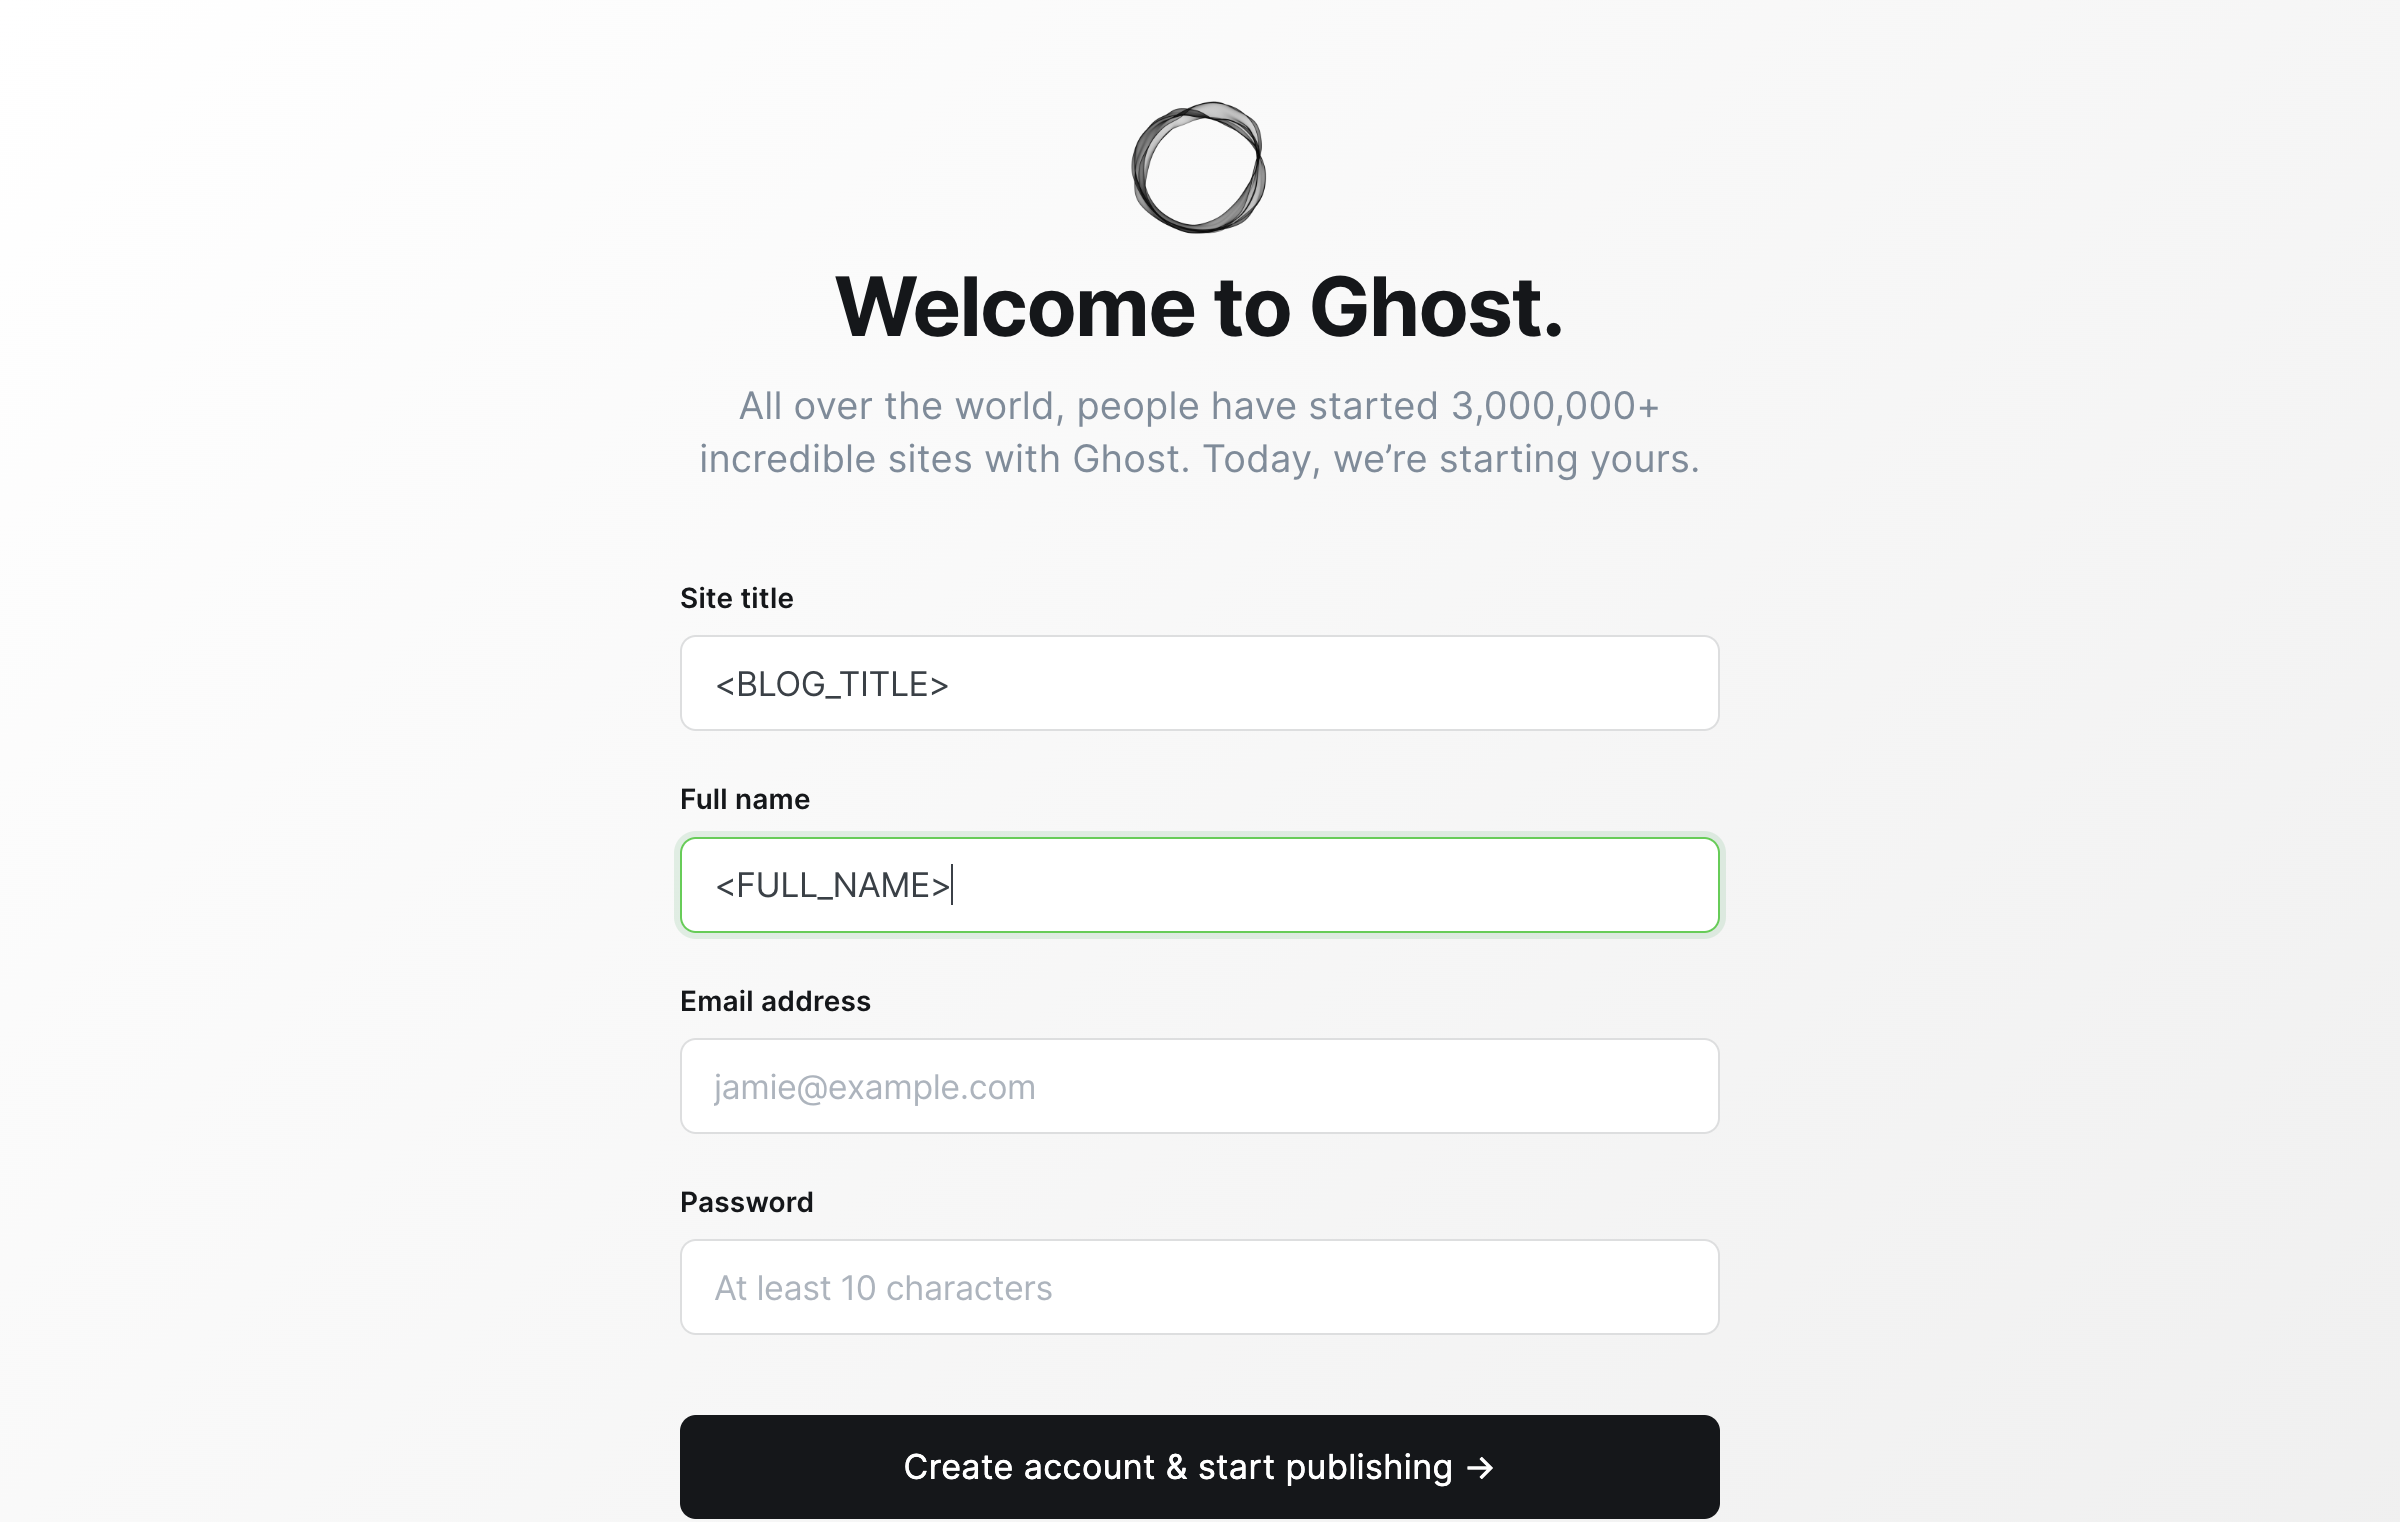 Welcome to Ghost.
All over the world, people have started 3,000,000+
incredible sites with Ghost. Today, we’re starting yours.
Site title
<BLOG_TITLE>
Full name
<FULL_NAME>
Email address
jamie@example.com
Password
At least 10 characters
Create account & start publishing →